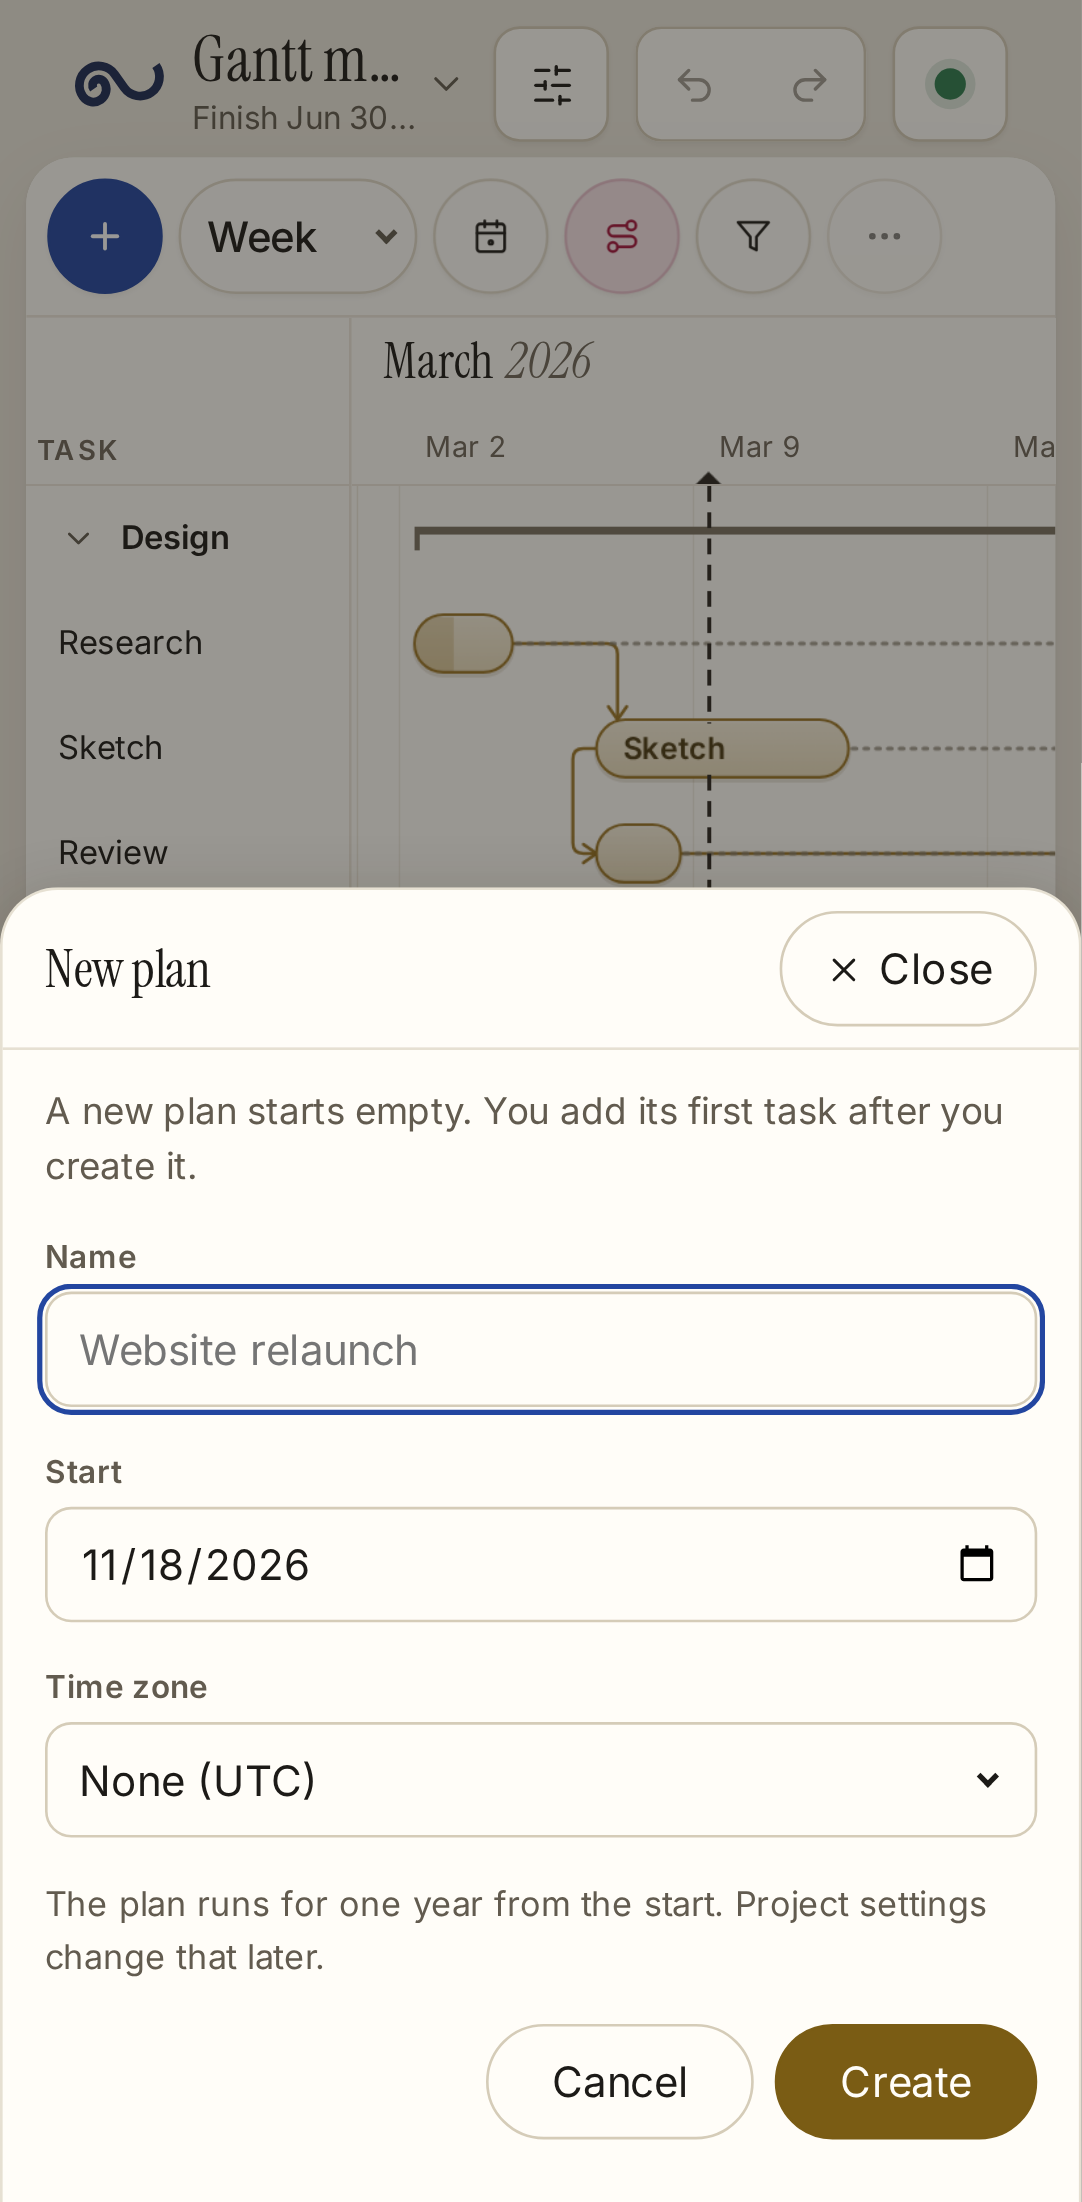 Gantt m...
Finish Jun 30...
Week
March 2026
TASK
Mar 2
Mar 9
Ma
Design
Research
Sketch
Sketch
Review
New plan
Close
A new plan starts empty. You add its first task after you
create it.
Name
Website relaunch
Start
11/18/2026
Time zone
None (UTC)
The plan runs for one year from the start. Project settings
change that later.
Cancel
Create